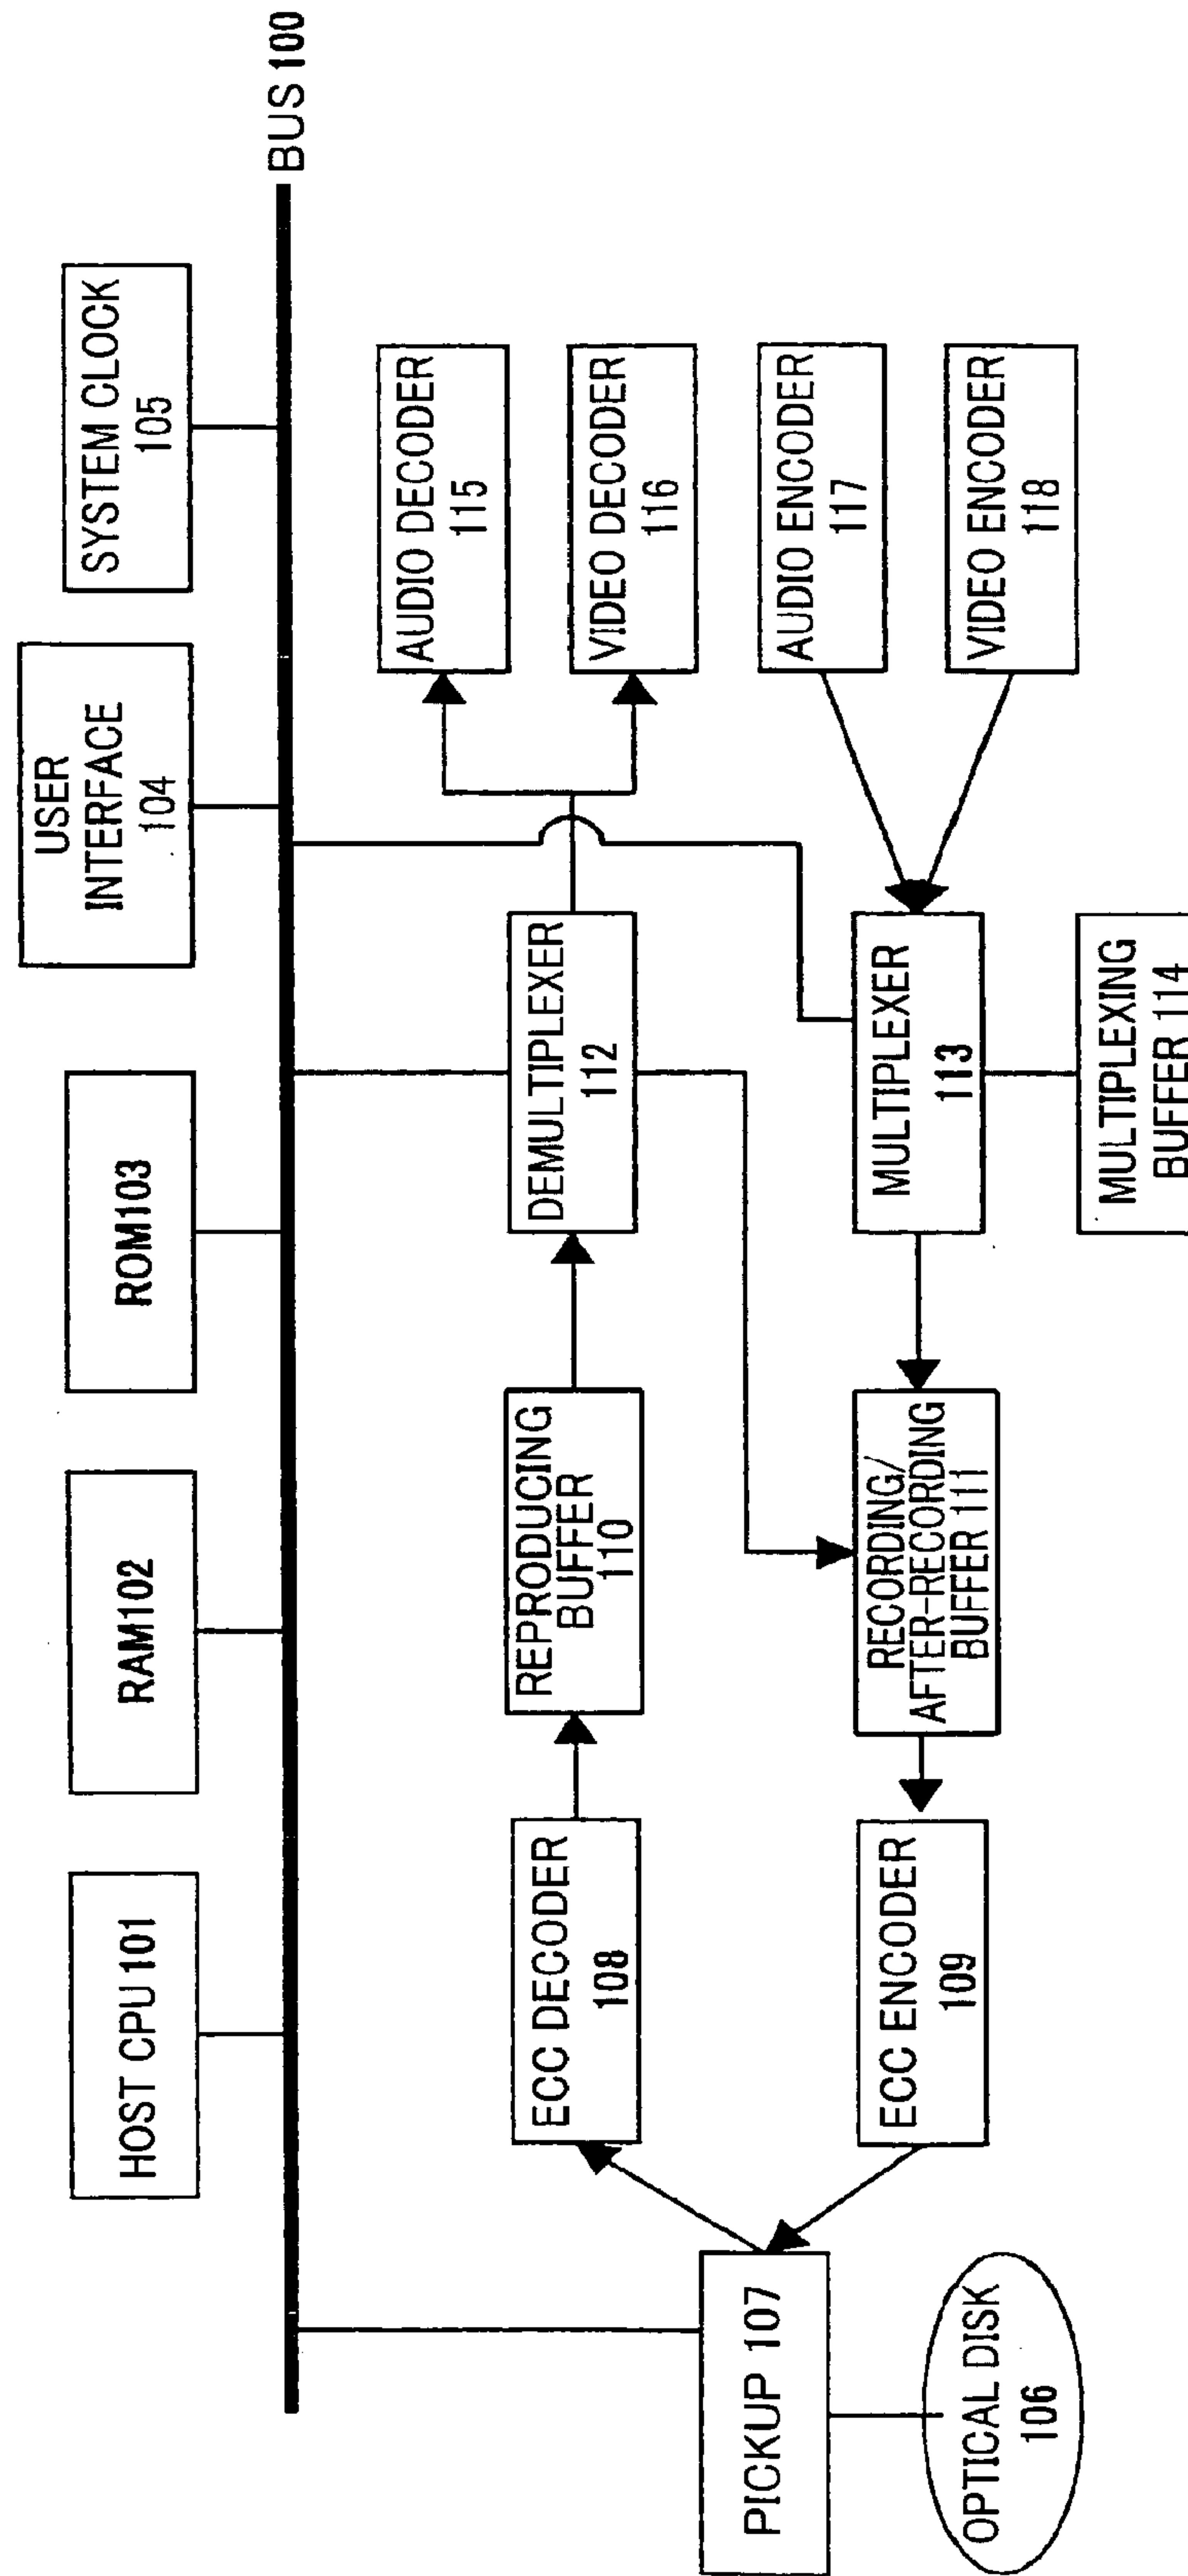 HOST CPU 101
RAM102
ROM103
USER
INTERFACE
104
SYSTEM CLOCK
105
BUS 100
PICKUP 107
OPTICAL DISK
106
ECC DECODER
108
REPRODUCING
BUFFER
110
DEMULTIPLEXER
112
AUDIO DECODER
115
VIDEO DECODER
116
ECC ENCODER
109
RECORDING/
AFTER-RECORDING
BUFFER 111
MULTIPLEXER
113
AUDIO ENCODER
117
VIDEO ENCODER
118
MULTIPLEXING
BUFFER 114